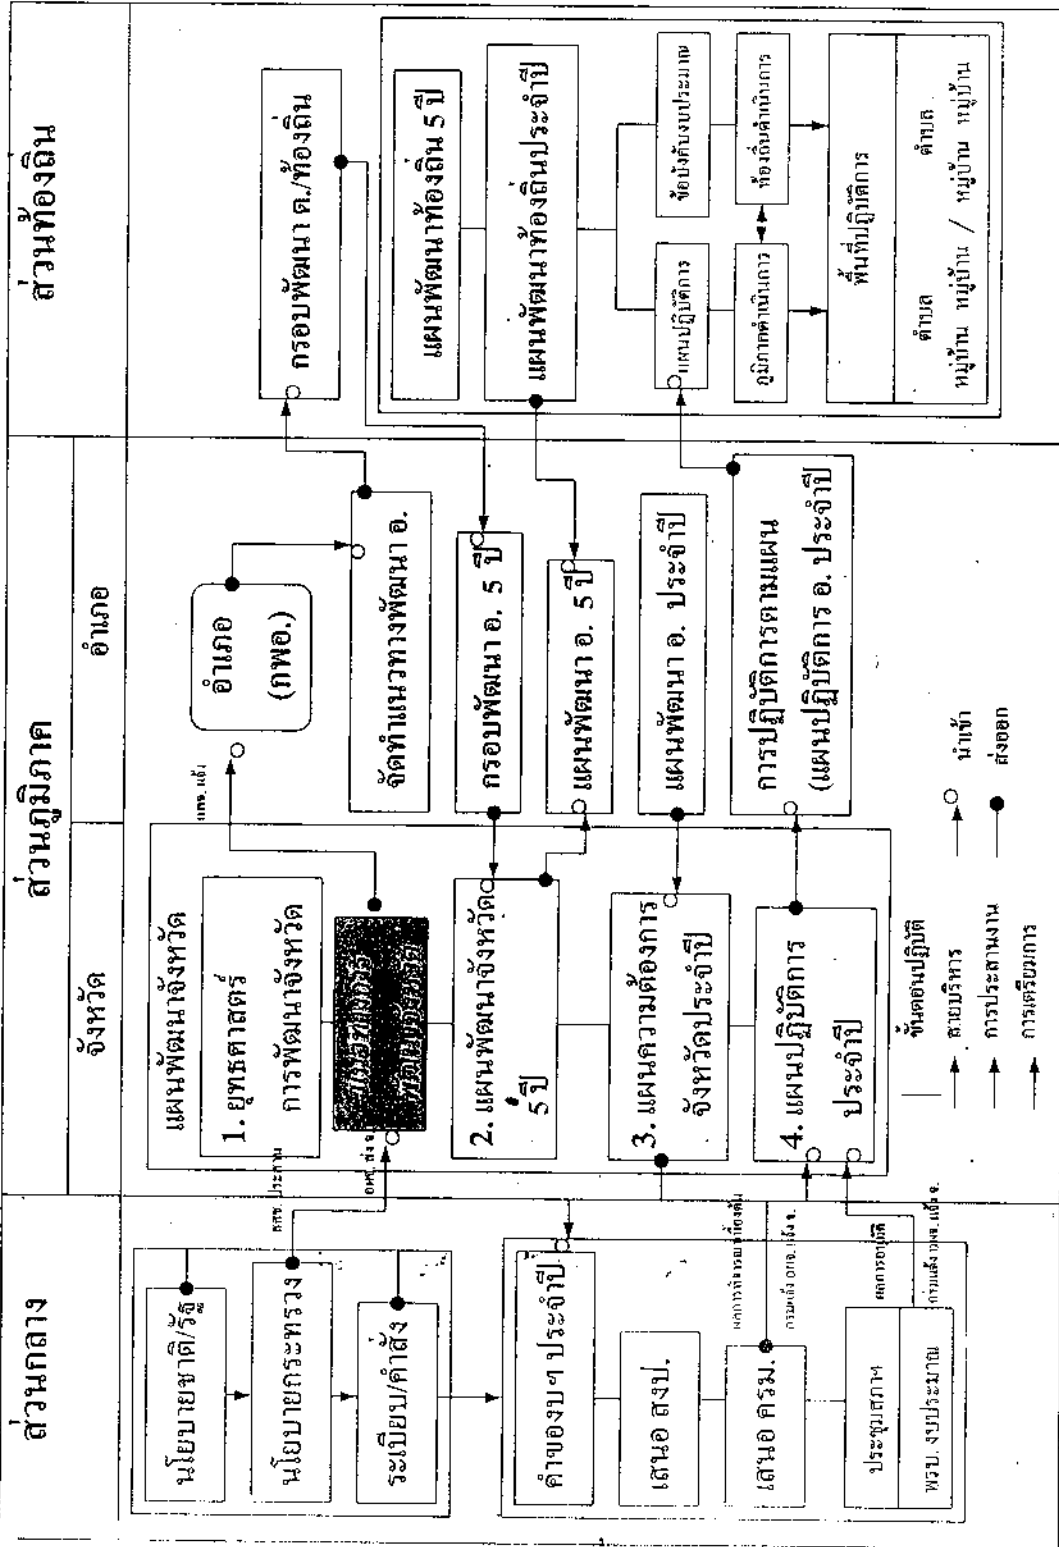 ส่วนกลาง
ส่วนภูมิภาค
ส่วนท้องถิ่น
จังหวัด
อำเภอ
นโยบายชาติ/รัฐ
นโยบายกระทรวง
ระเบียบ/คำสั่ง
คำของบฯ ประจำปี
เสนอ สงป.
เสนอ ครม.
ประชุมสภาฯ
พรบ. งบประมาณ
แผนพัฒนาจังหวัด
1. ยุทธศาสตร์
การพัฒนาจังหวัด
2. แผนพัฒนาจังหวัด
5 ปี
3. แผนความต้องการ
จังหวัดประจำปี
4. แผนปฏิบัติการ
ประจำปี
อำเภอ
(กพอ.)
จัดทำแนวทางพัฒนา อ.
กรอบพัฒนา อ. 5 ปี
แผนพัฒนา อ. 5 ปี
แผนพัฒนา อ. ประจำปี
การปฏิบัติการตามแผน
(แผนปฏิบัติการ อ. ประจำปี
กรอบพัฒนา ต./ท้องถิ่น
แผนพัฒนาท้องถิ่น 5 ปี
แผนพัฒนาท้องถิ่นประจำปี
แผนปฏิบัติการ
ข้อบังคับงบประมาณ
ภูมิภาคดำเนินการ
ท้องถิ่นดำเนินการ
พื้นที่ปฏิบัติการ
ตำบล
ตำบล
หมู่บ้าน หมู่บ้าน / หมู่บ้าน หมู่บ้าน
ขั้นตอนปฏิบัติ
สายบริหาร
การประสานงาน
การเตรียมการ
นำเข้า
ส่งออก